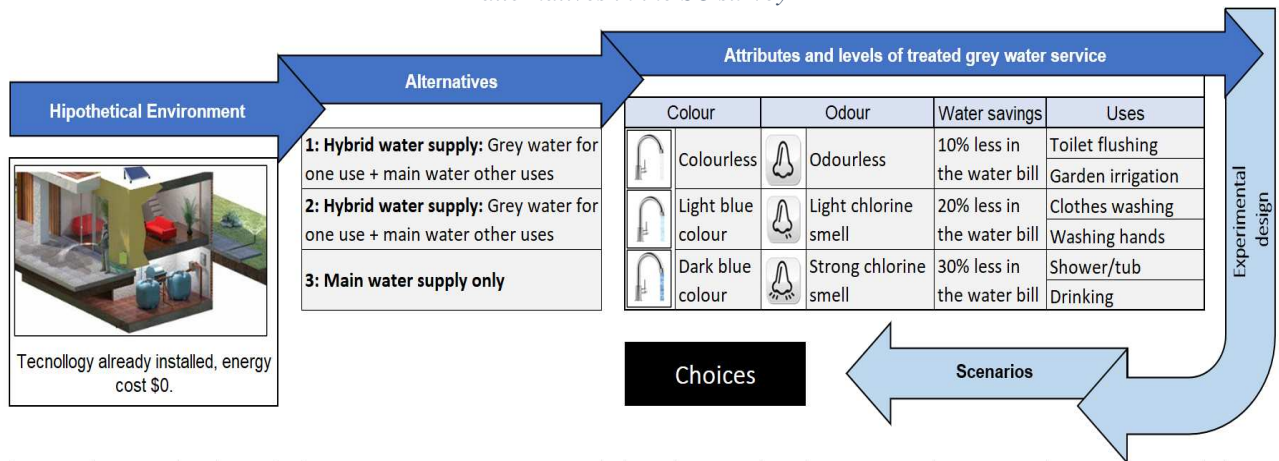 Attributes and levels of treated grey water service
Alternatives
Hipothetical Environment
Tecnollogy already installed, energy
cost $0.
1: Hybrid water supply: Grey water for
one use + main water other uses
2: Hybrid water supply: Grey water for
one use + main water other uses
3: Main water supply only
Colour Odour Water savings Uses
Colourless Odourless 10% less in
the water bill
Toilet flushing
Garden irrigation
Light blue
colour
Light chlorine
smell
20% less in
the water bill
Clothes washing
Washing hands
Dark blue
colour
Strong chlorine
smell
30% less in
the water bill
Shower/tub
Drinking
Experimental
design
Scenarios
Choices